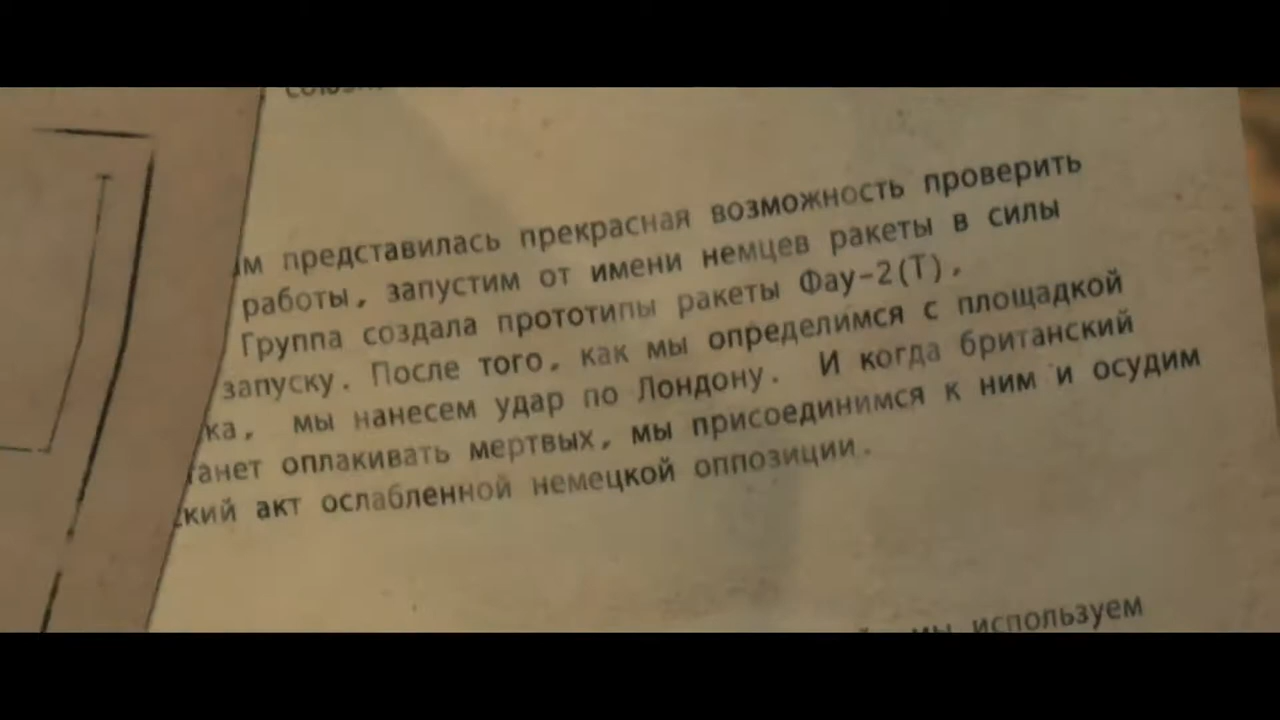 представилась прекрасная возможность проверить
работы, запустим от имени немцев ракеты в силы
Группа создала прототипы ракеты Фау-2(Т),
запуску. После того, как мы определимся с площадкой
ка, мы нанесем удар по Лондону. И когда британский
танет оплакивать мертвых, мы присоединимся к ним и осудим
кий акт ослабленной немецкой оппозиции.
мы используем